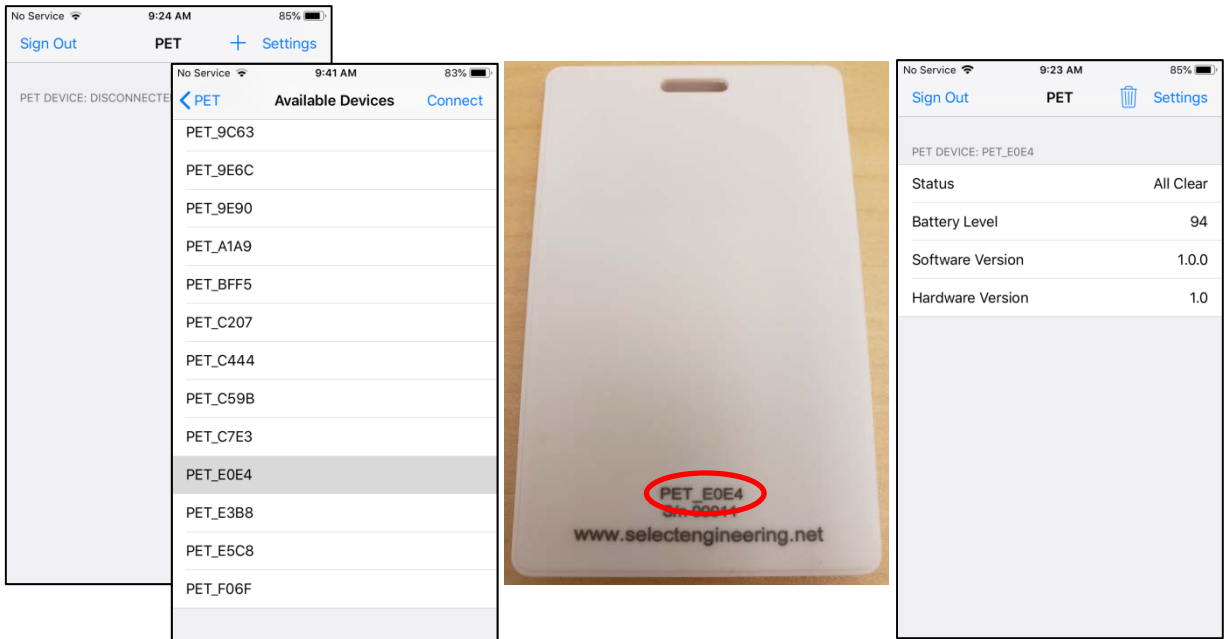 No Service 9:24 AM 85%
Sign Out PET + Settings
PET DEVICE: DISCONNECTE
No Service 9:41 AM 83%
PET Available Devices Connect
PET_9C63
PET_9E6C
PET_9E90
PET_A1A9
PET_BFF5
PET_C207
PET_C444
PET_C59B
PET_C7E3
PET_E0E4
PET_E3B8
PET_E5C8
PET_F06F
PET_E0E4
www.selectengineering.net
No Service 9:23 AM 85%
Sign Out PET Settings
PET DEVICE: PET_E0E4
Status All Clear
Battery Level 94
Software Version 1.0.0
Hardware Version 1.0